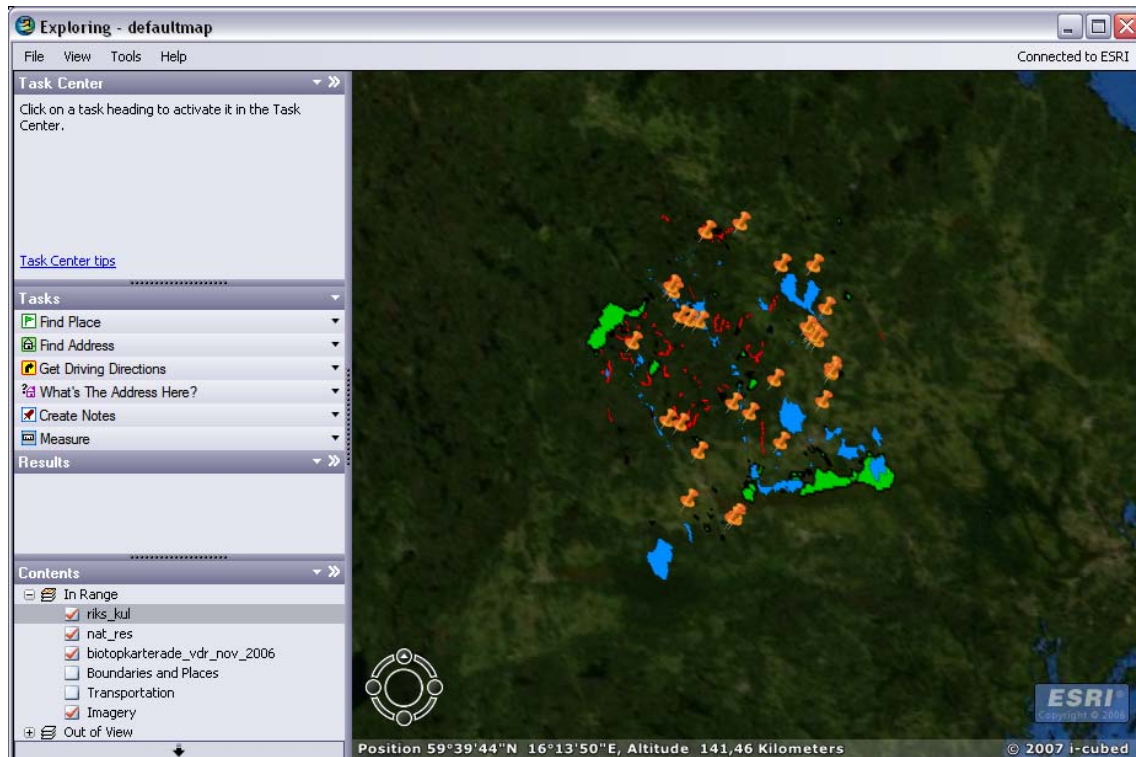 Exploring - defaultmap
File View Tools Help
Connected to ESRI
Task Center
Click on a task heading to activate it in the Task
Center.
Task Center tips
Tasks
Find Place
Find Address
Get Driving Directions
What's The Address Here?
Create Notes
Measure
Results
Contents
In Range
riks_kul
nat_res
biotopkarterade_vdr_nov_2006
Boundaries and Places
Transportation
Imagery
Out of View
ESRI
Copyright © 2006
Position 59°39'44"N 16°13'50"E, Altitude 141,46 Kilometers
© 2007 i-cubed